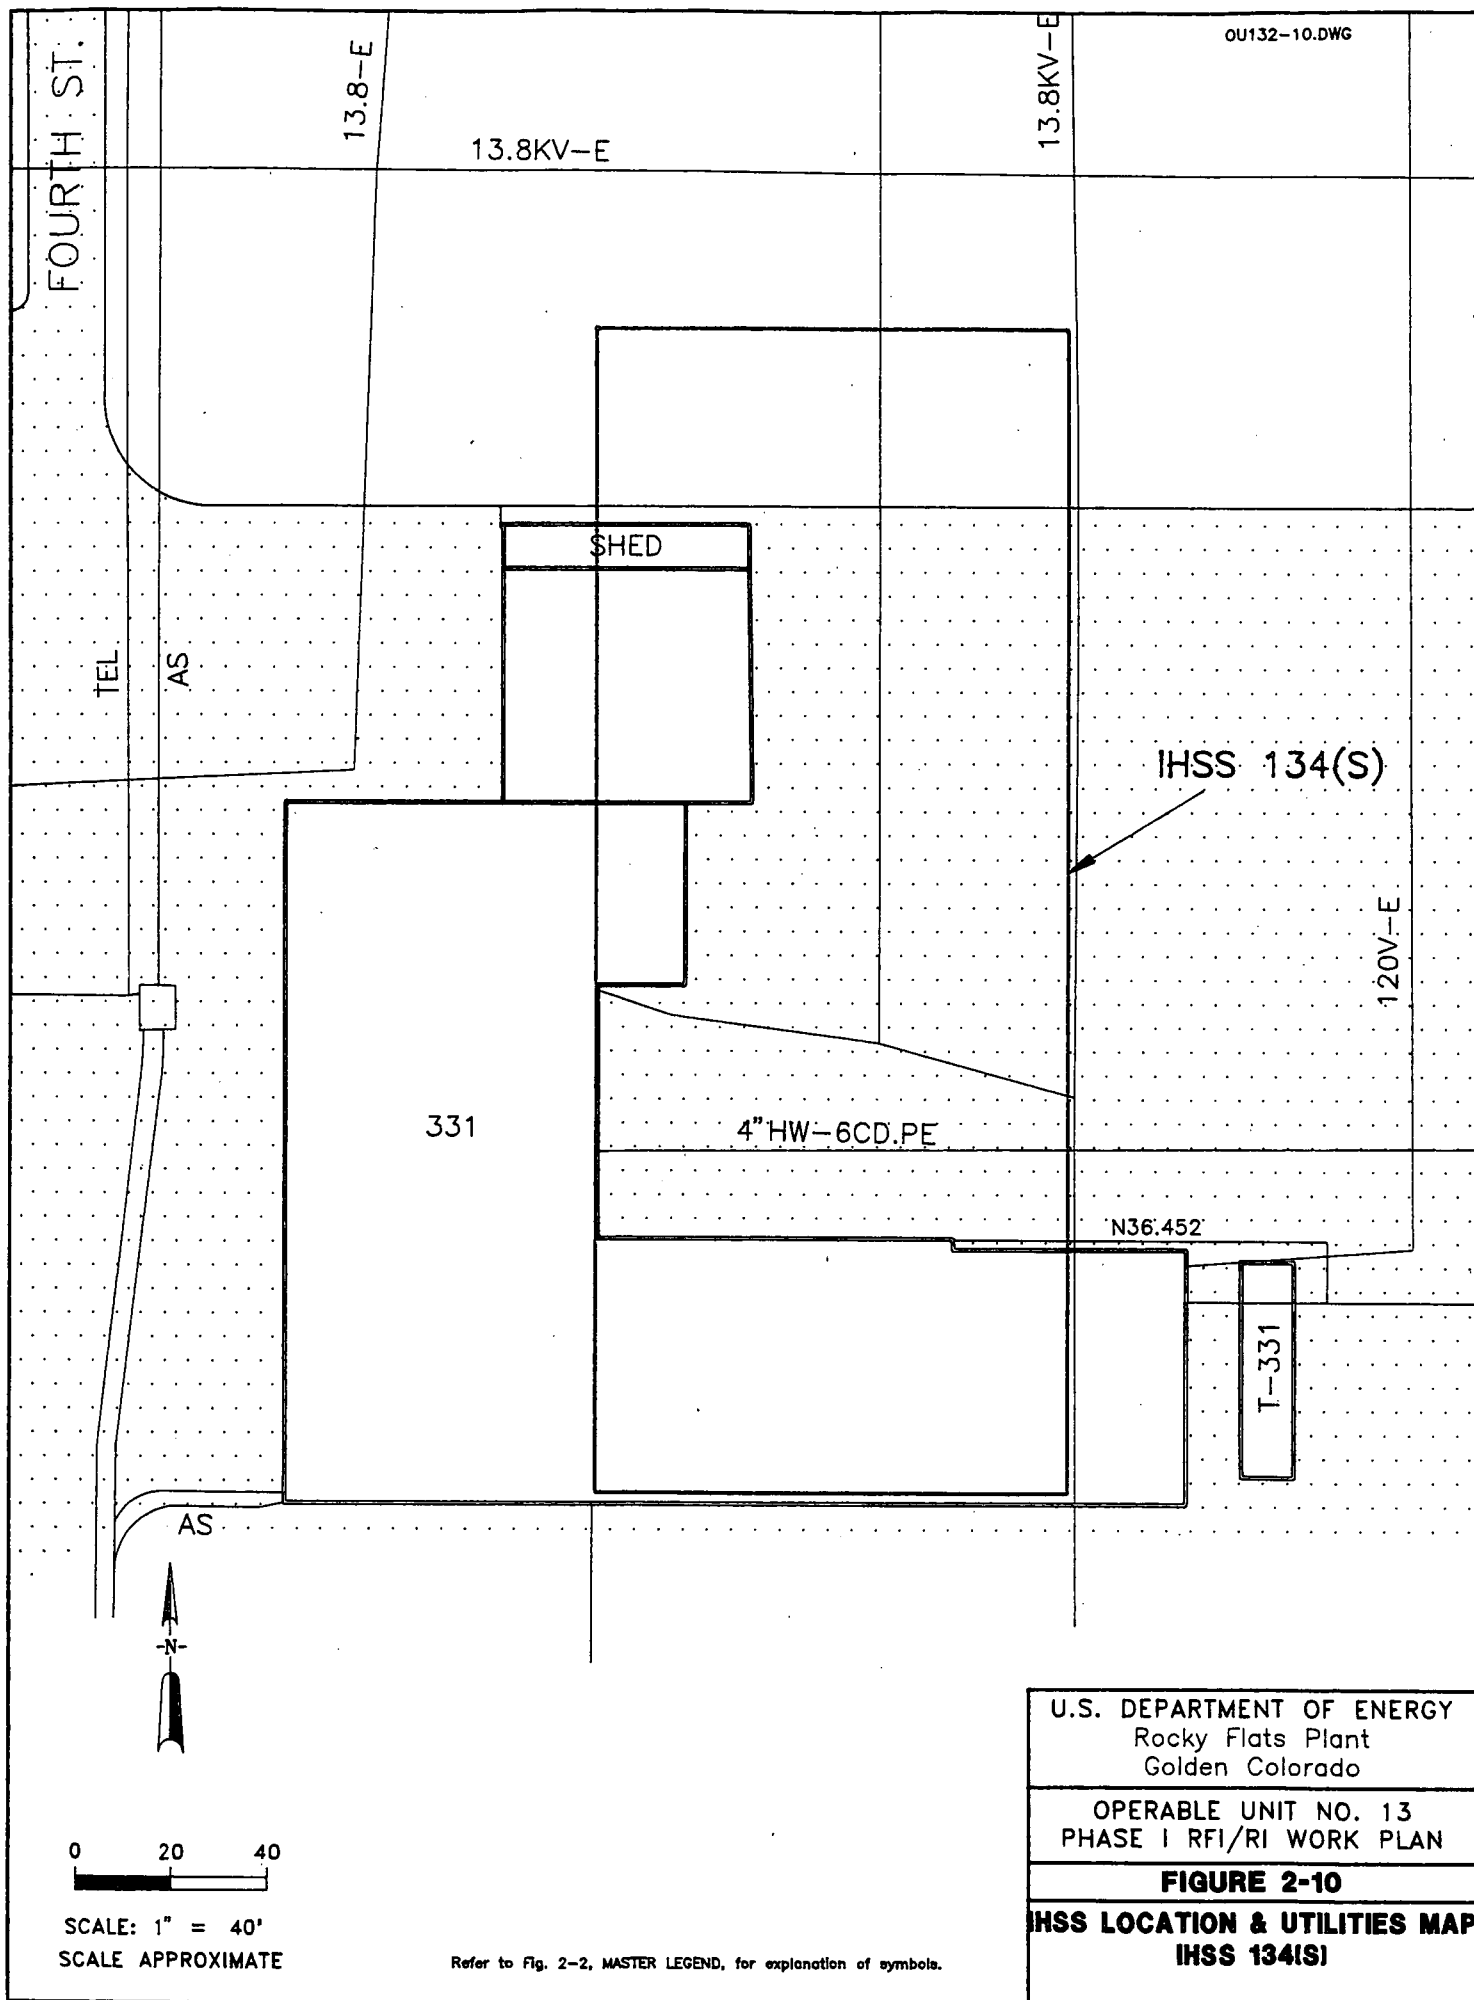 OU132-10.DWG
FOURTH ST.
13.8-E
13.8KV-E
13.8KV-E
SHED
TEL
AS
IHSS 134(S)
120V-E
331
4"HW-6CD.PE
N36.452
T-331
AS
-N-
U.S. DEPARTMENT OF ENERGY
Rocky Flats Plant
Golden Colorado
OPERABLE UNIT NO. 13
PHASE I RFI/RI WORK PLAN
FIGURE 2-10
IHSS LOCATION & UTILITIES MAP
IHSS 134(S)
0 20 40
SCALE: 1" = 40'
SCALE APPROXIMATE
Refer to Fig. 2-2, MASTER LEGEND, for explanation of symbols.